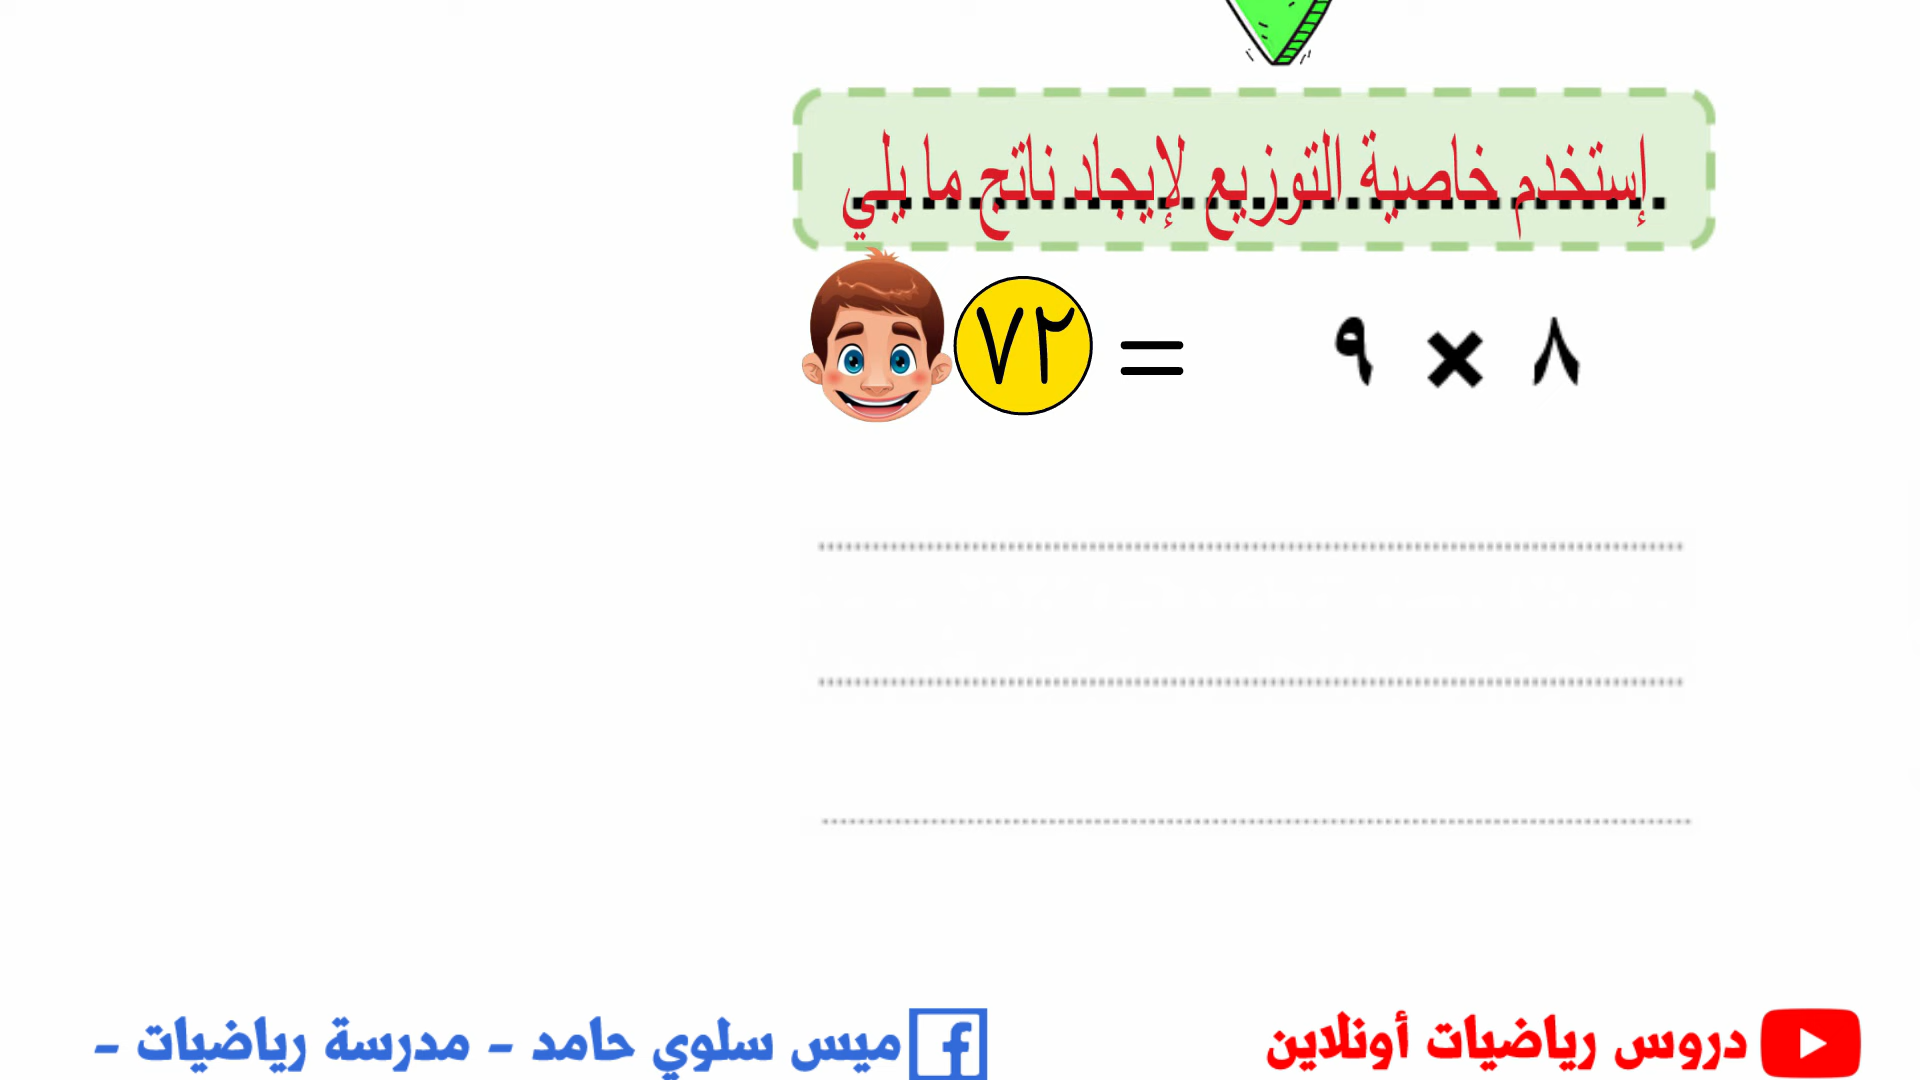 إستخدم خاصية التوزيع لإيجاد ناتج ما يلي
٨ × ٩ = ٧٢
دروس رياضيات أونلاين
ميس سلوي حامد - مدرسة رياضيات -